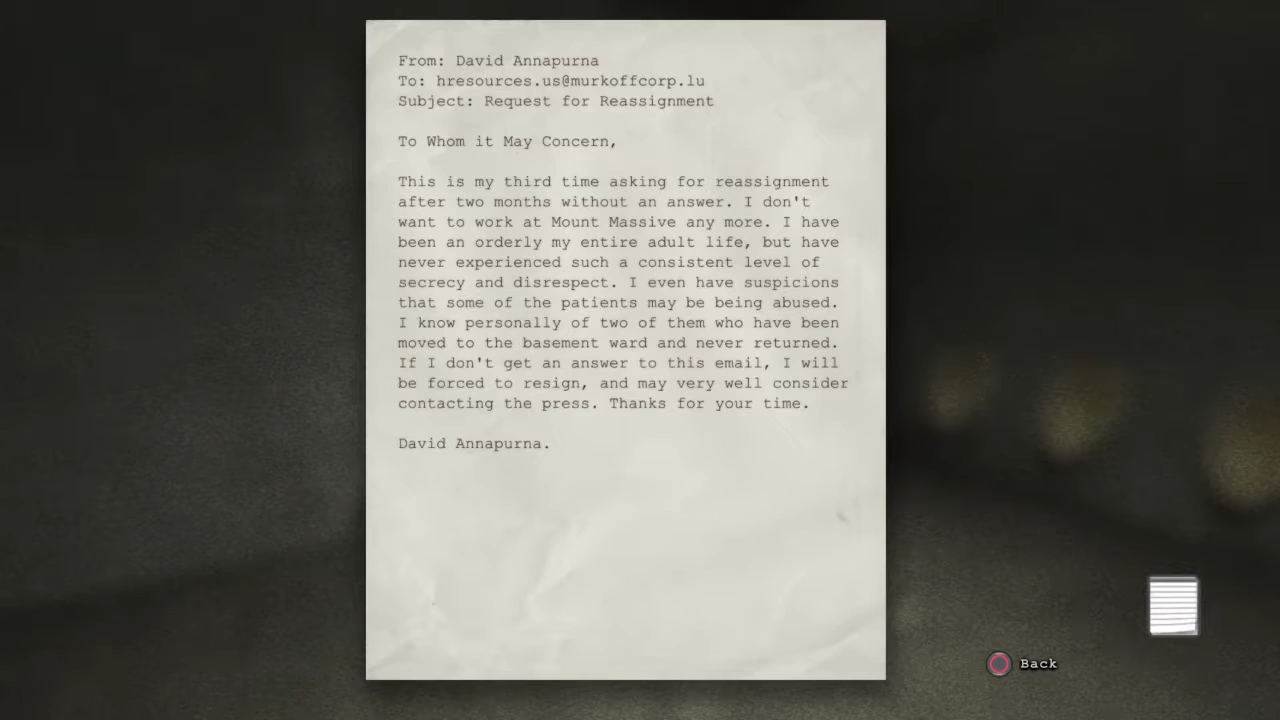 From: David Annapurna
To: hresources.us@murkoffcorp.lu
Subject: Request for Reassignment
To Whom it May Concern,
This is my third time asking for reassignment
after two months without an answer. I don't
want to work at Mount Massive any more. I have
been an orderly my entire adult life, but have
never experienced such a consistent level of
secrecy and disrespect. I even have suspicions
that some of the patients may be being abused.
I know personally of two of them who have been
moved to the basement ward and never returned.
If I don't get an answer to this email, I will
be forced to resign, and may very well consider
contacting the press. Thanks for your time.
David Annapurna.
Back